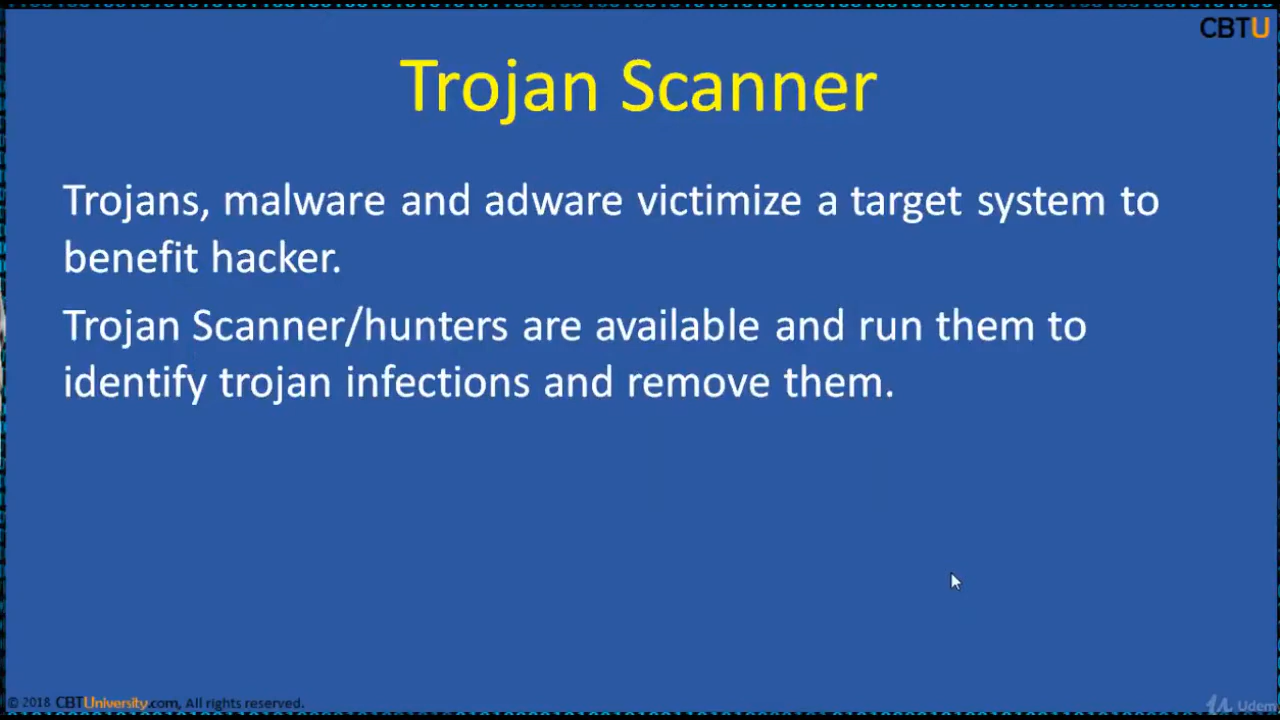 CBTU
Trojan Scanner
Trojans, malware and adware victimize a target system to
benefit hacker.
Trojan Scanner/hunters are available and run them to
identify trojan infections and remove them.
© 2018 CBTUniversity.com, All rights reserved.